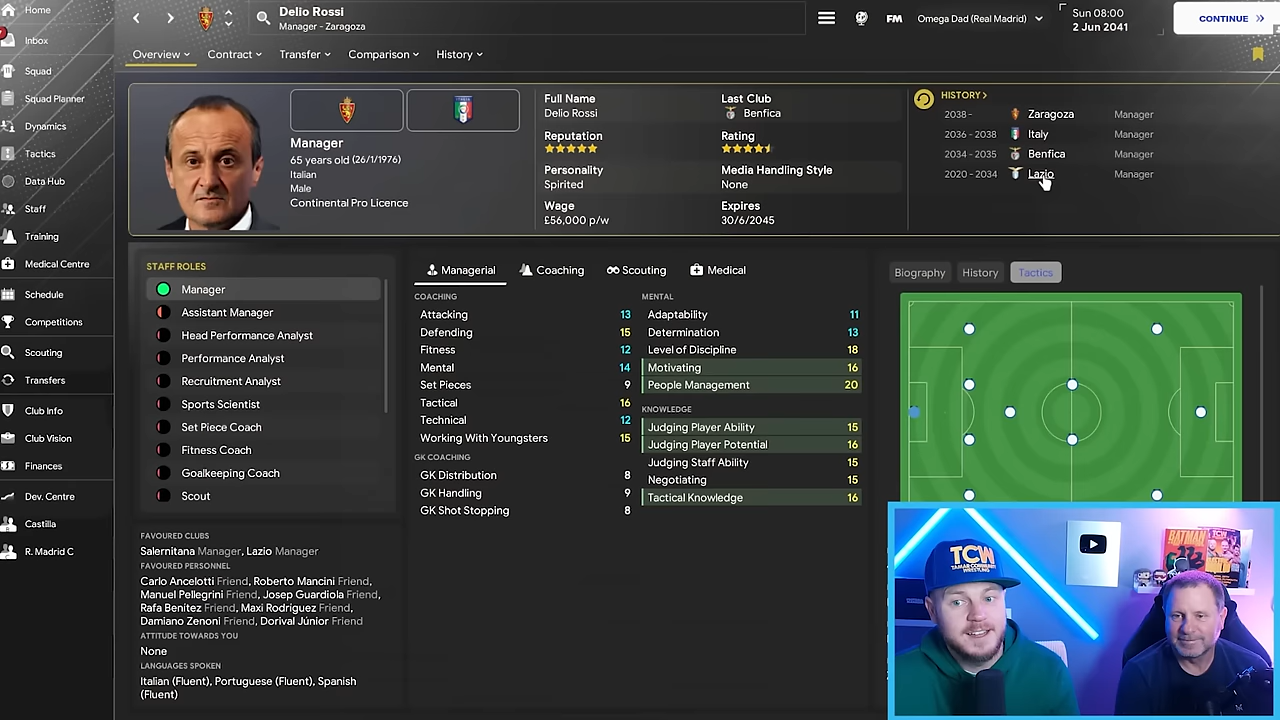 Home
Inbox
Squad
Squad Planner
Dynamics
Tactics
Data Hub
Staff
Training
Medical Centre
Schedule
Competitions
Scouting
Transfers
Club Info
Club Vision
Finances
Dev. Centre
Castilla
R. Madrid C
Delio Rossi
Manager - Zaragoza
FM
Omega Dad (Real Madrid)
Sun 08:00
2 Jun 2041
CONTINUE
Overview
Contract
Transfer
Comparison
History
Manager
65 years old (26/1/1976)
Italian
Male
Continental Pro Licence
Full Name
Delio Rossi
Reputation
Personality
Spirited
Wage
£56,000 p/w
Last Club
Benfica
Rating
Media Handling Style
None
Expires
30/6/2045
HISTORY >
2038 - Zaragoza Manager
2036 - 2038 Italy Manager
2034 - 2035 Benfica Manager
2020 - 2034 Lazio Manager
STAFF ROLES
Manager
Assistant Manager
Head Performance Analyst
Performance Analyst
Recruitment Analyst
Sports Scientist
Set Piece Coach
Fitness Coach
Goalkeeping Coach
Scout
FAVOURED CLUBS
Salernitana Manager, Lazio Manager
FAVOURED PERSONNEL
Carlo Ancelotti Friend, Roberto Mancini Friend,
Manuel Pellegrini Friend, Josep Guardiola Friend,
Rafa Benítez Friend, Maxi Rodríguez Friend,
Damiano Zenoni Friend, Dorival Júnior Friend
ATTITUDE TOWARDS YOU
None
LANGUAGES SPOKEN
Italian (Fluent), Portuguese (Fluent), Spanish
(Fluent)
Managerial
Coaching
Scouting
Medical
COACHING
Attacking 13
Defending 15
Fitness 12
Mental 14
Set Pieces 9
Tactical 16
Technical 12
Working With Youngsters 15
GK COACHING
GK Distribution 8
GK Handling 9
GK Shot Stopping 8
MENTAL
Adaptability 11
Determination 13
Level of Discipline 18
Motivating 16
People Management 20
KNOWLEDGE
Judging Player Ability 15
Judging Player Potential 16
Judging Staff Ability 15
Negotiating 15
Tactical Knowledge 16
Biography
History
Tactics
TCW
BATMAN